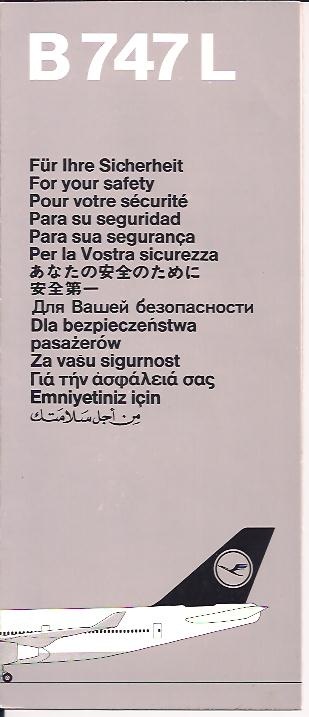 B 747 L
Für Ihre Sicherheit
For your safety
Pour votre sécurité
Para su seguridad
Para sua segurança
Per la Vostra sicurezza
あなたの安全のために
安全第一
Для Вашей безопасности
Dla bezpieczeństwa
pasażerów
Za vašu sigurnost
Γιά τήν ἀσφάλειά σας
Emniyetiniz için
من أجل سلامتك